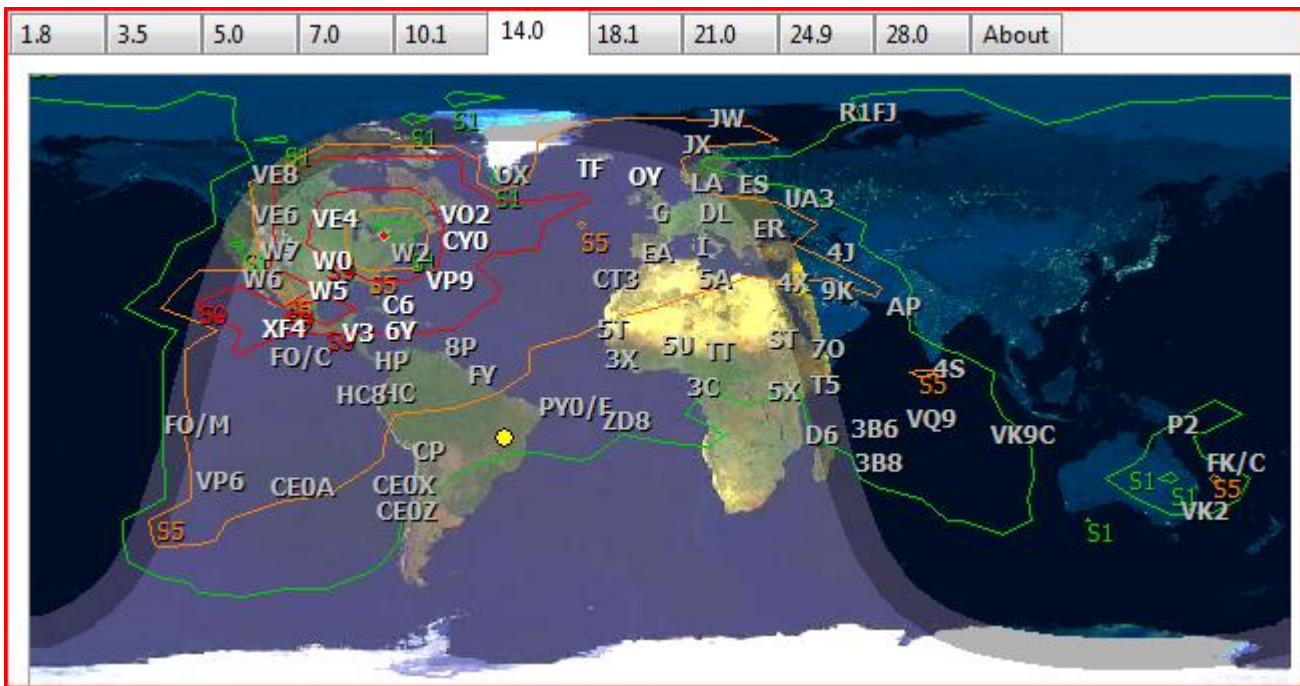 1.8 3.5 5.0 7.0 10.1 14.0 18.1 21.0 24.9 28.0 About
R1FJ
S1 S1 JW
S1 S1 JX
VE8 OX TF OY LA ES
S1 UA3
VE6 VE4 VO2 G DL
W7 CY0 S5 ER
S1 W0 W2 S1 EA I 4J
W6 S9 VP9 CT3 5A 4X 9K
W5 S5
S9 S5 C6 AP
XF4 V3 6Y 5T ST
FO/C S9 8P 3X 5U TT 7O
HP FY 4S
HC8 HC 3C 5X T5 S5
PY0/F
FO/M ZD8 D6 3B6 VQ9 VK9C P2
CP 3B8 FK/C
VP6 CE0A CE0X S1 S1 S5
CE0Z VK2
S5 S1